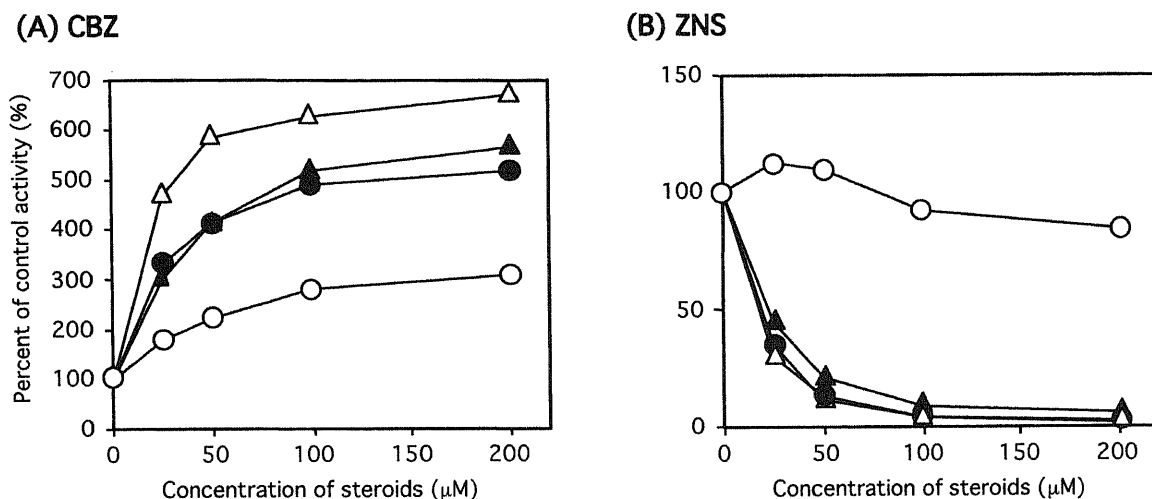 (A) CBZ
Percent of control activity (%)
700
600
500
400
300
200
100
0
0 50 100 150 200
Concentration of steroids (μM)
(B) ZNS
150
100
50
0
0 50 100 150 200
Concentration of steroids (μM)